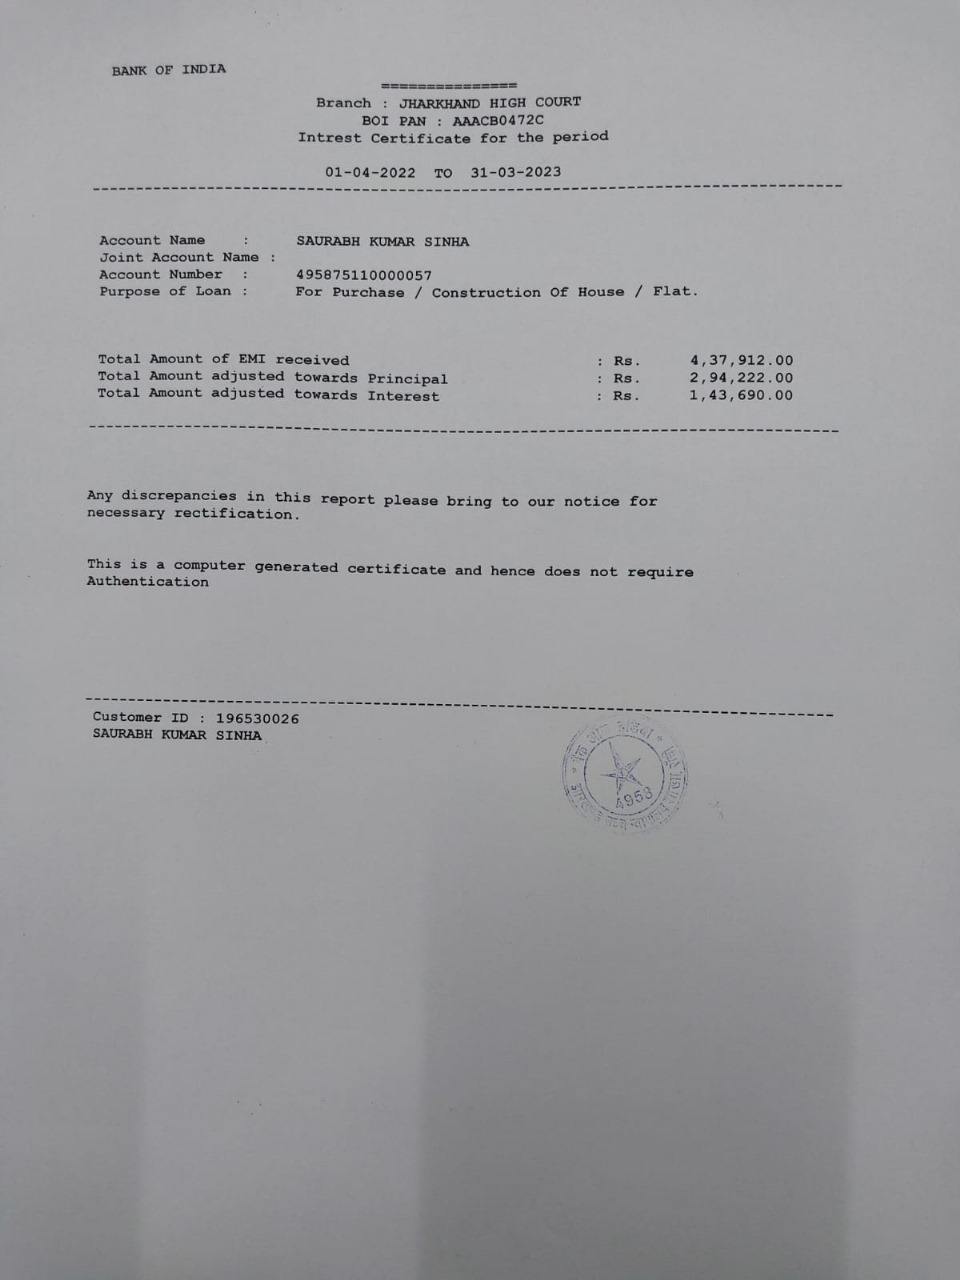 BANK OF INDIA
===============
Branch : JHARKHAND HIGH COURT
BOI PAN : AAACB0472C
Intrest Certificate for the period
01-04-2022 TO 31-03-2023
Account Name : SAURABH KUMAR SINHA
Joint Account Name :
Account Number : 495875110000057
Purpose of Loan : For Purchase / Construction Of House / Flat.
Total Amount of EMI received : Rs. 4,37,912.00
Total Amount adjusted towards Principal : Rs. 2,94,222.00
Total Amount adjusted towards Interest : Rs. 1,43,690.00
Any discrepancies in this report please bring to our notice for
necessary rectification.
This is a computer generated certificate and hence does not require
Authentication
Customer ID : 196530026
SAURABH KUMAR SINHA
4958